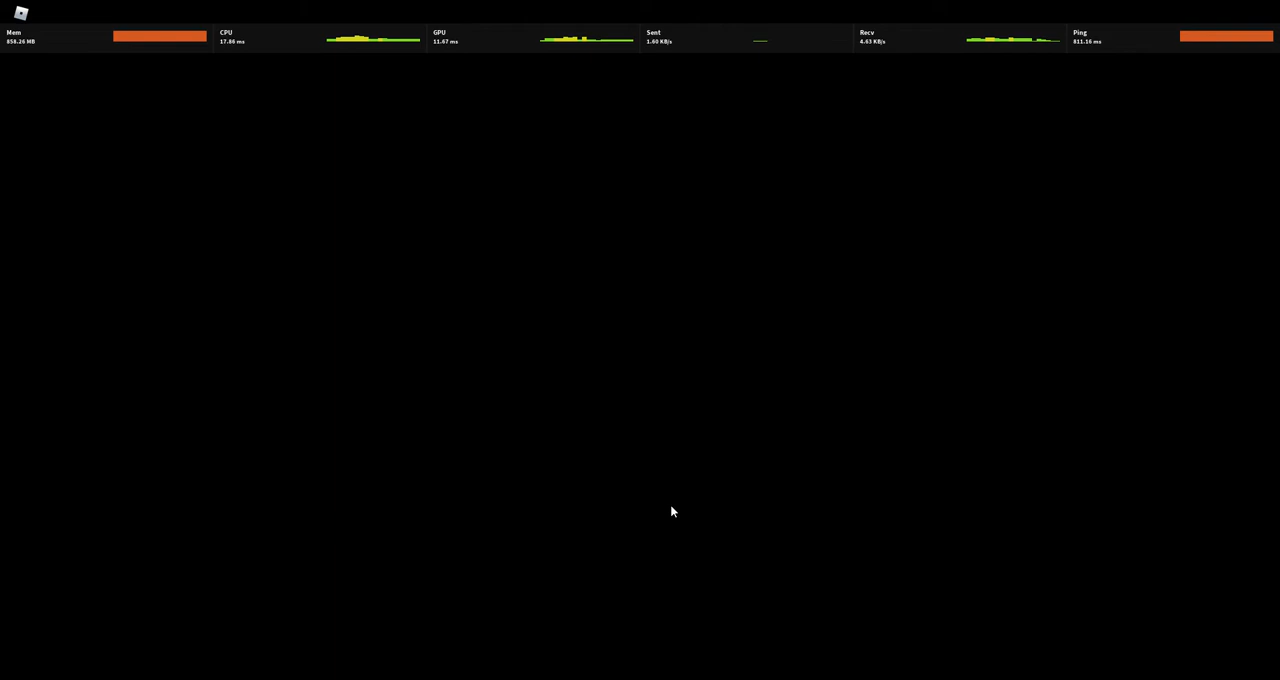 Mem
858.26 MB
CPU
17.86 ms
GPU
11.67 ms
Sent
1.60 KB/s
Recv
4.63 KB/s
Ping
811.16 ms